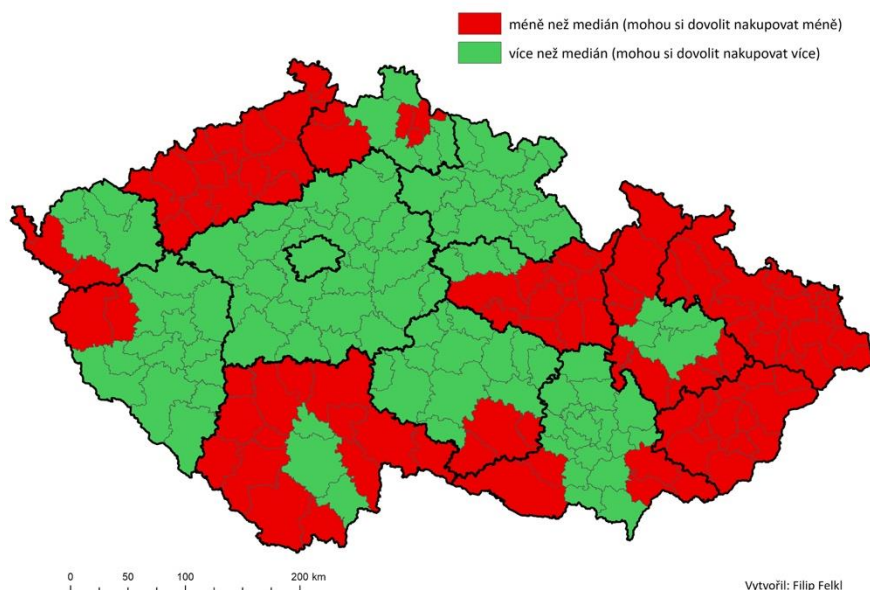 méně než medián (mohou si dovolit nakupovat méně)
více než medián (mohou si dovolit nakupovat více)
0 50 100 200 km
Vytvořil: Filip Felkl